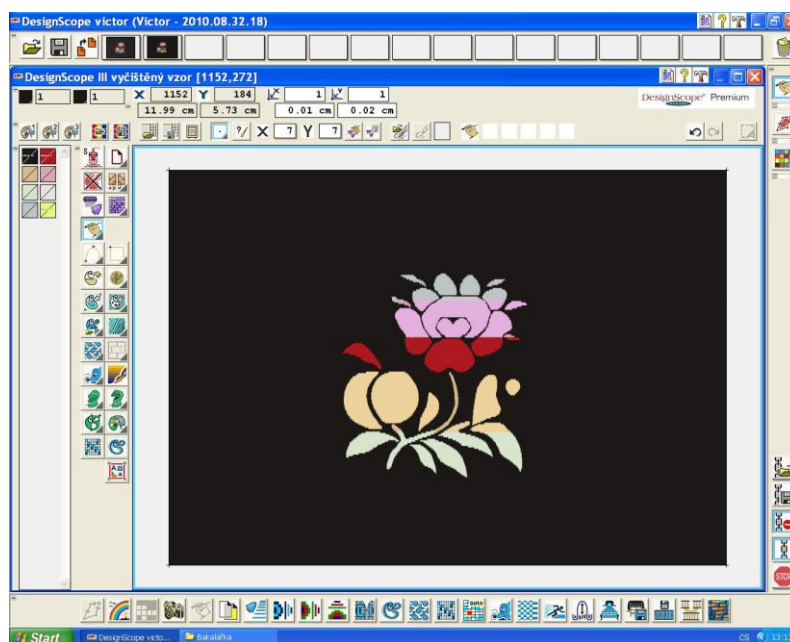 DesignScope victor (Victor - 2010.08.32.18)
DesignScope III vyčištěný vzor [1152,272]
1 1 X 1152 Y 184 X 1 Y 1
11.99 cm 5.73 cm 0.01 cm 0.02 cm
DesignScope® Premium
X 7 Y 7
STOP
Start DesignScope victo... Bakalářka CS